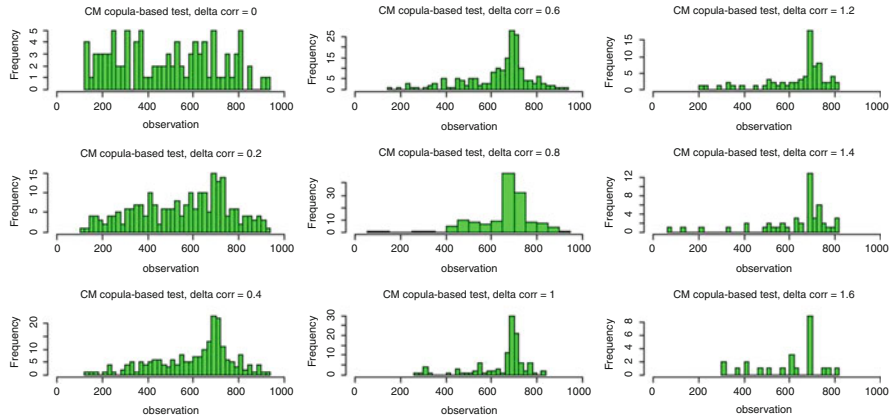 CM copula-based test, delta corr = 0
Frequency
0 1 2 3 4 5
0 200 400 600 800 1000
observation
CM copula-based test, delta corr = 0.6
Frequency
0 5 15 25
0 200 400 600 800 1000
observation
CM copula-based test, delta corr = 1.2
Frequency
0 5 10 15
0 200 400 600 800 1000
observation
CM copula-based test, delta corr = 0.2
Frequency
0 5 10 15
0 200 400 600 800 1000
observation
CM copula-based test, delta corr = 0.8
Frequency
0 10 30
0 200 400 600 800 1000
observation
CM copula-based test, delta corr = 1.4
Frequency
0 2 4 8 12
0 200 400 600 800 1000
observation
CM copula-based test, delta corr = 0.4
Frequency
0 5 10 20
0 200 400 600 800 1000
observation
CM copula-based test, delta corr = 1
Frequency
0 5 10 20 30
0 200 400 600 800 1000
observation
CM copula-based test, delta corr = 1.6
Frequency
0 2 4 6 8
0 200 400 600 800 1000
observation